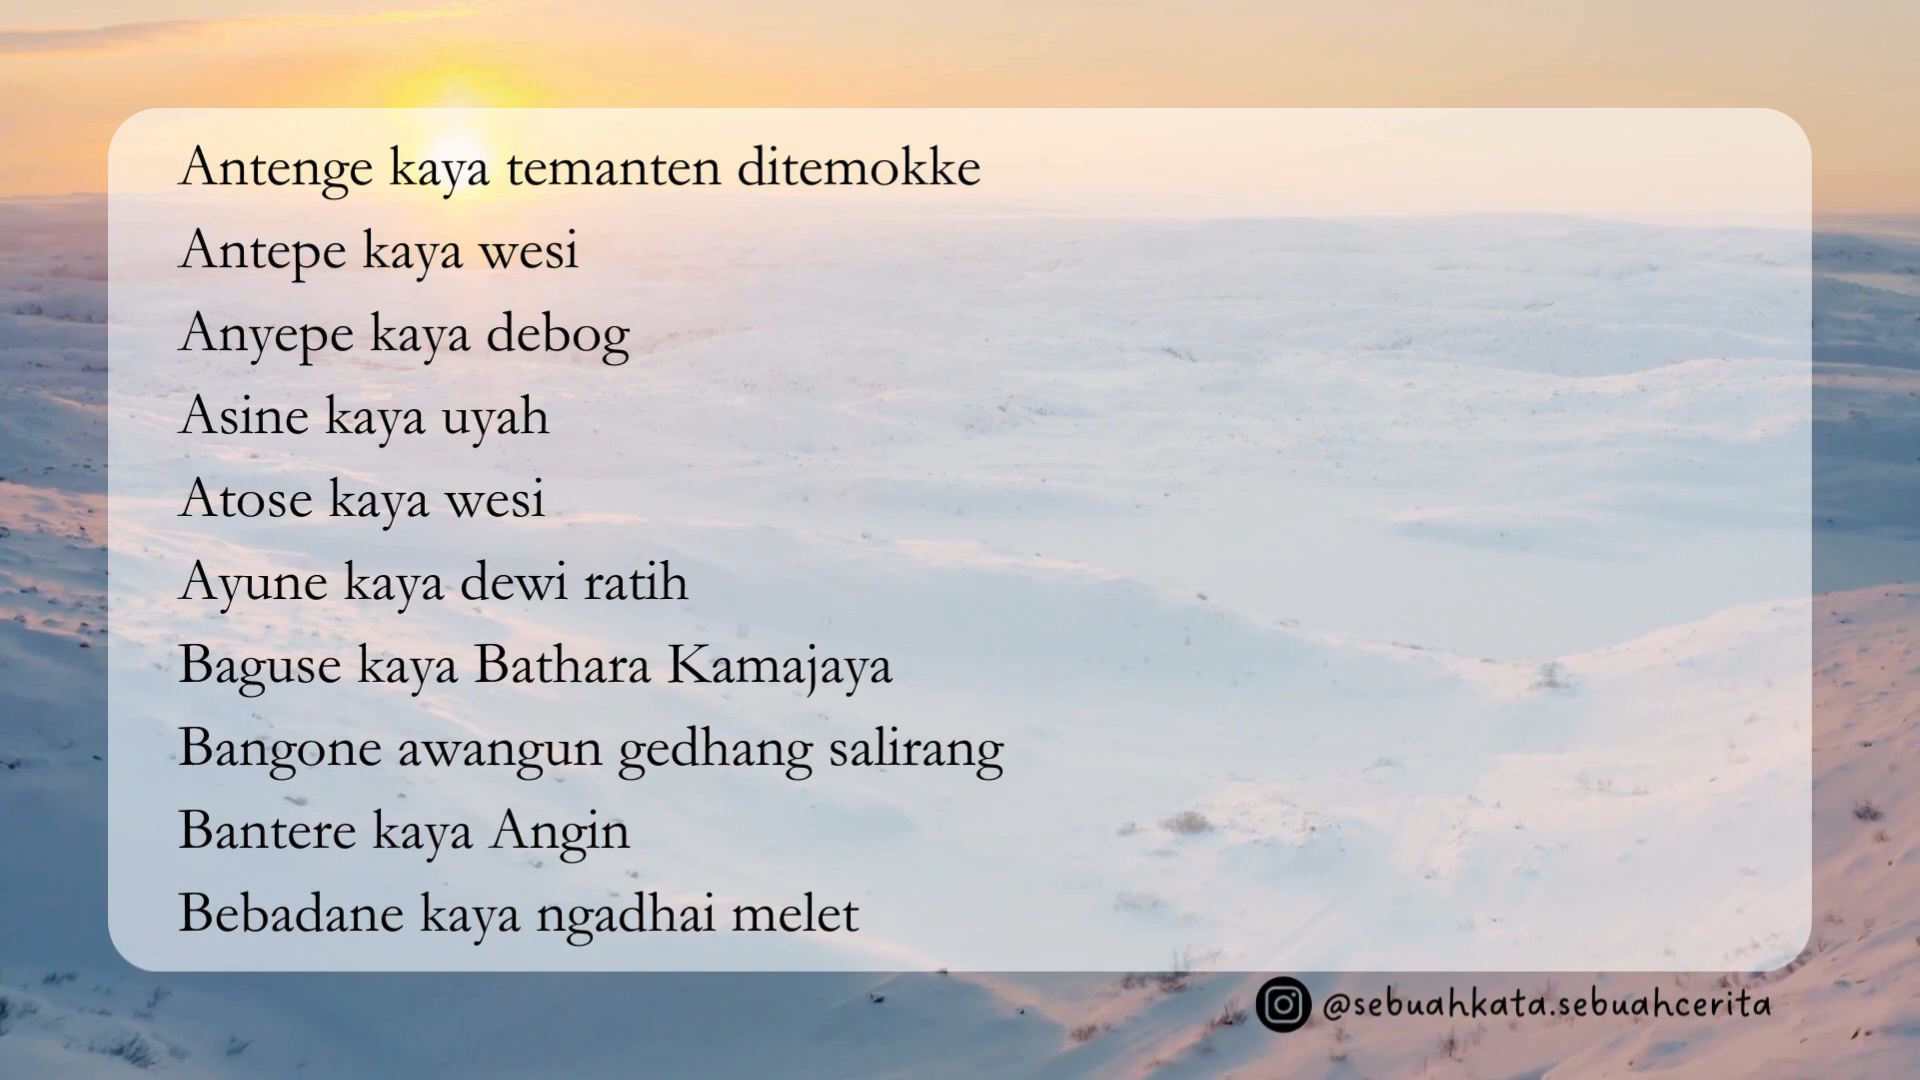 Antenge kaya temanten ditemokke
Antepe kaya wesi
Anyepe kaya debog
Asine kaya uyah
Atose kaya wesi
Ayune kaya dewi ratih
Baguse kaya Bathara Kamajaya
Bangone awangun gedhang salirang
Bantere kaya Angin
Bebadane kaya ngadhai melet
@sebuahkata.sebuahcerita